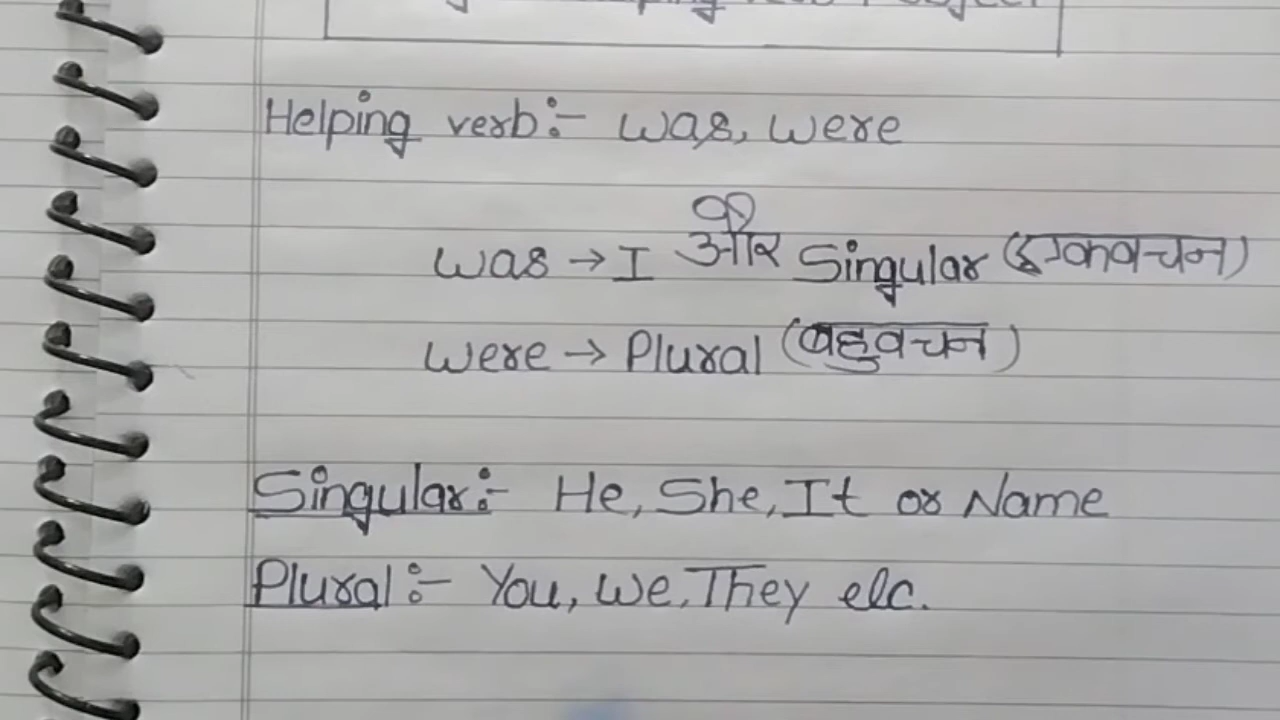 Helping verb:- was, were
was → I और Singular (एकवचन)
were → Plural (बहुवचन)
Singular:- He, She, It or Name
Plural:- You, We, They etc.